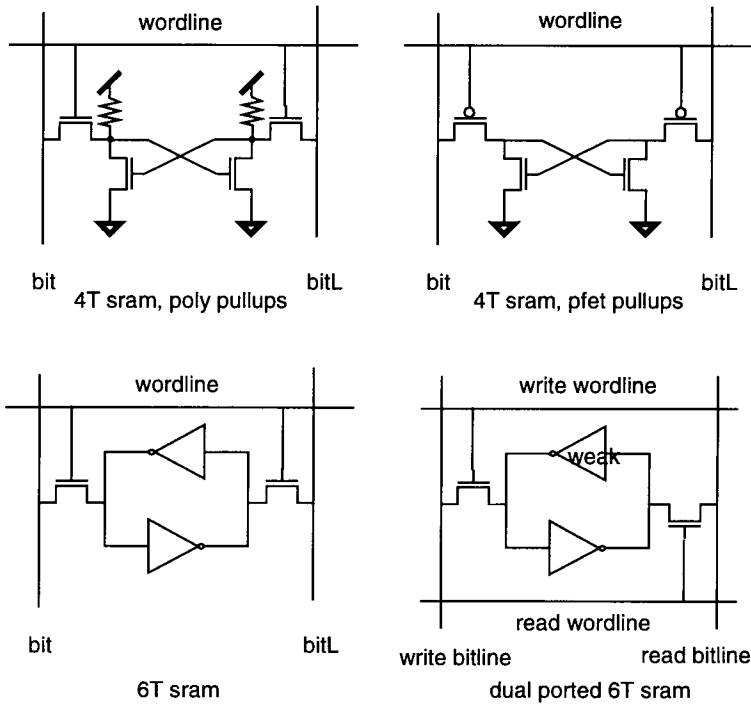 wordline
bit
bitL
4T sram, poly pullups
wordline
bit
bitL
4T sram, pfet pullups
wordline
bit
bitL
6T sram
write wordline
weak
read wordline
write bitline
read bitline
dual ported 6T sram